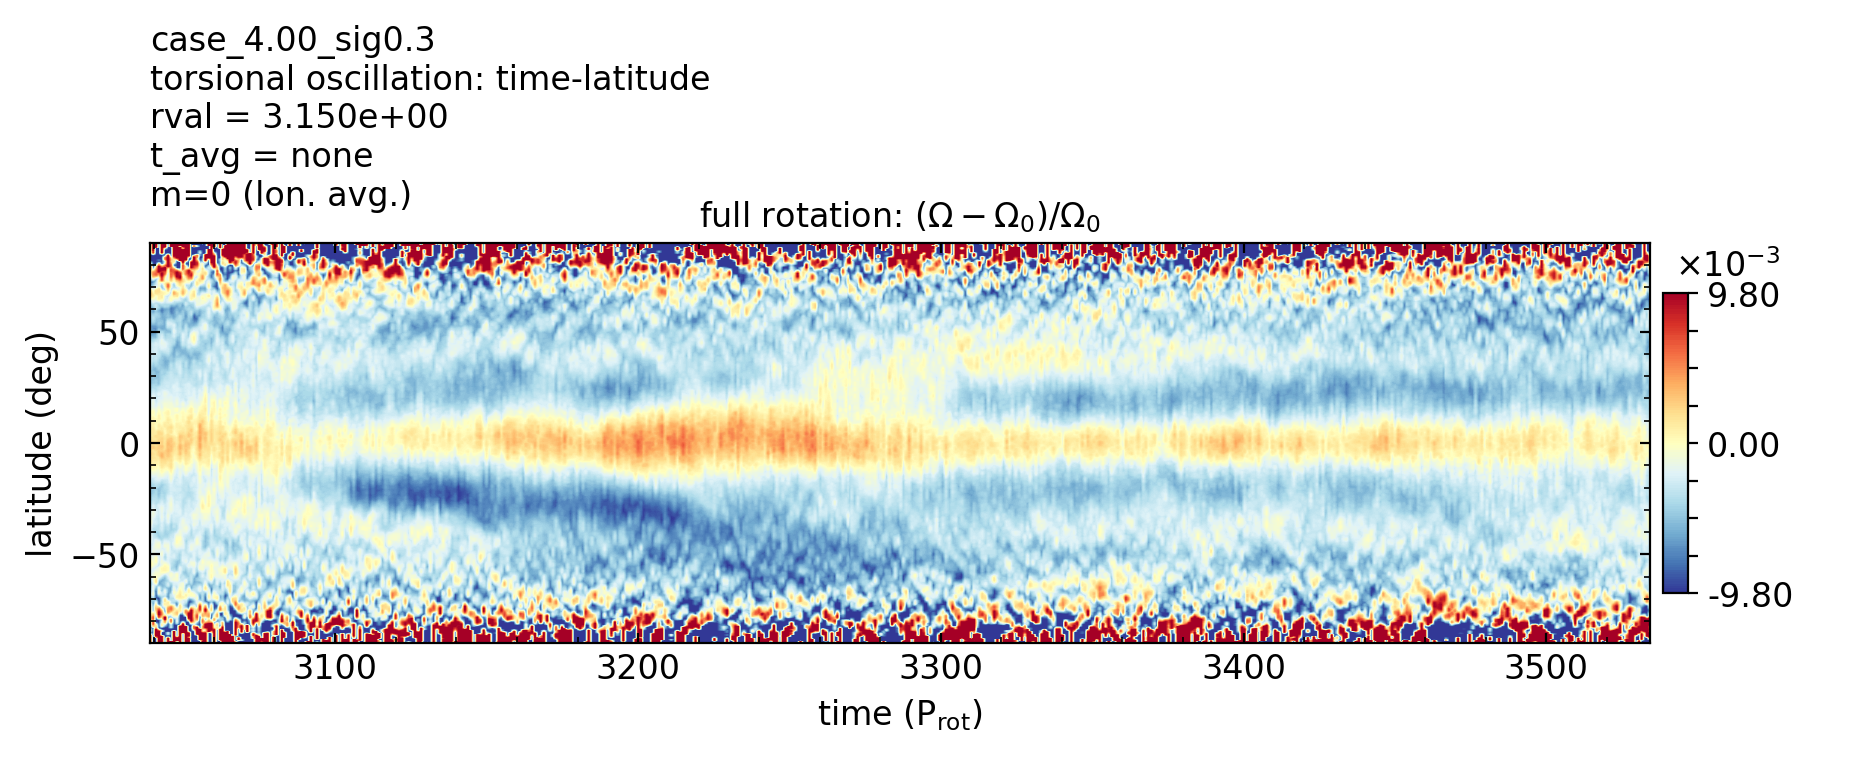 case_4.00_sig0.3
torsional oscillation: time-latitude
rval = 3.150e+00
t_avg = none
m=0 (lon. avg.)
full rotation: (Ω − Ω₀)/Ω₀
×10⁻³
9.80
0.00
-9.80
latitude (deg)
50
0
−50
3100 3200 3300 3400 3500
time (P_rot)